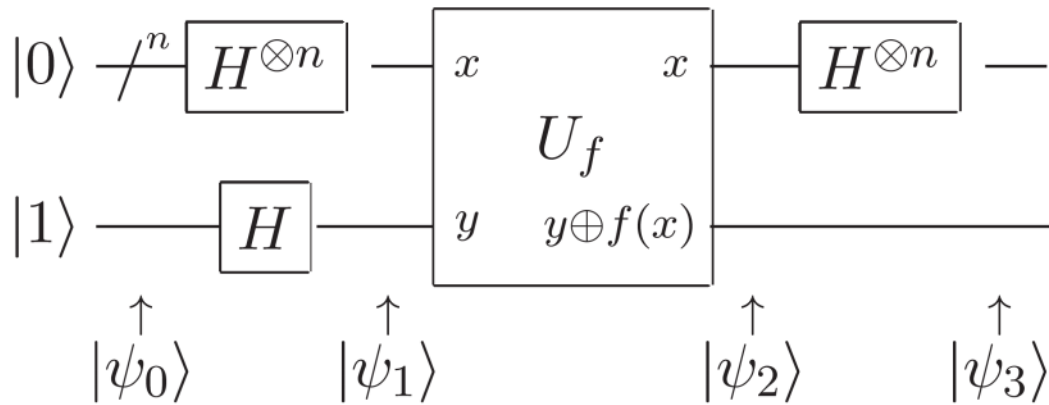 |0⟩ n H^{⊗n} x x H^{⊗n}
U_f
|1⟩ H y y⊕f(x)
↑ ↑ ↑ ↑
|ψ_0⟩ |ψ_1⟩ |ψ_2⟩ |ψ_3⟩